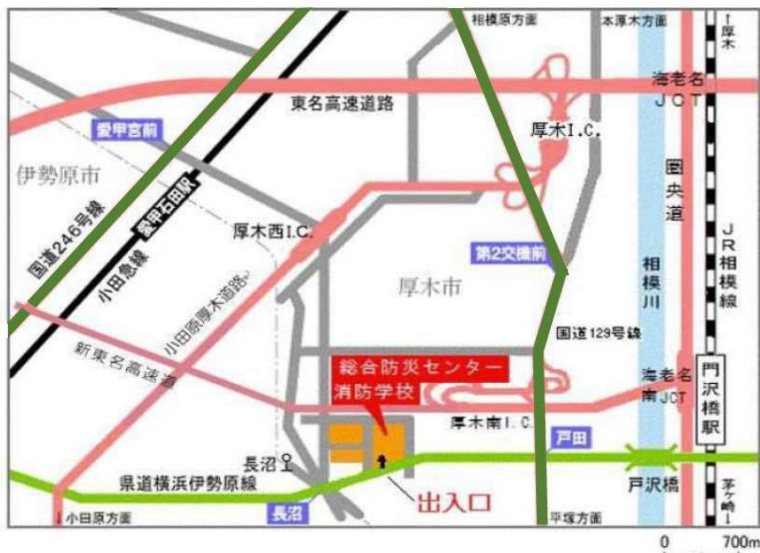 相模原方面
本厚木方面
↑厚木
東名高速道路
海老名
JCT
愛甲宮前
厚木I.C.
伊勢原市
愛甲石田駅
圏央道
厚木西I.C.
国道246号線
小田急線
第2交機前
相模川
JR相模線
厚木市
小田原厚木道路
国道129号線
新東名高速道
総合防災センター
消防学校
海老名
南JCT
門沢橋駅
厚木南I.C.
戸田
長沼
県道横浜伊勢原線
戸沢橋
出入口
長沼
↓小田原方面
↓平塚方面
茅ケ崎↓
0 700m